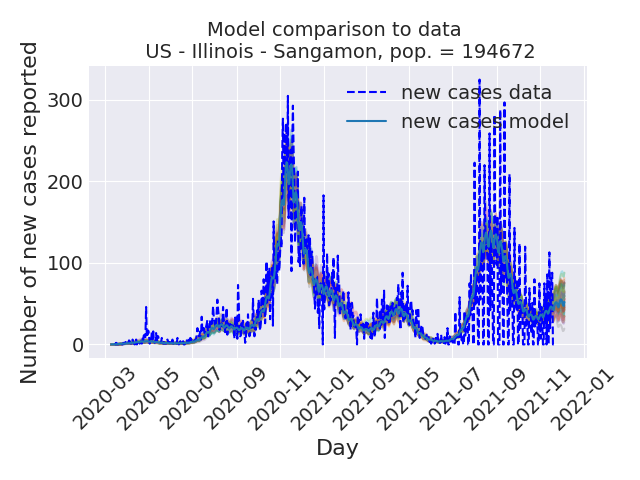 Model comparison to data
US - Illinois - Sangamon, pop. = 194672
Number of new cases reported
300
200
100
0
new cases data
new cases model
2020-03
2020-05
2020-07
2020-09
2020-11
2021-01
2021-03
2021-05
2021-07
2021-09
2021-11
2022-01
Day